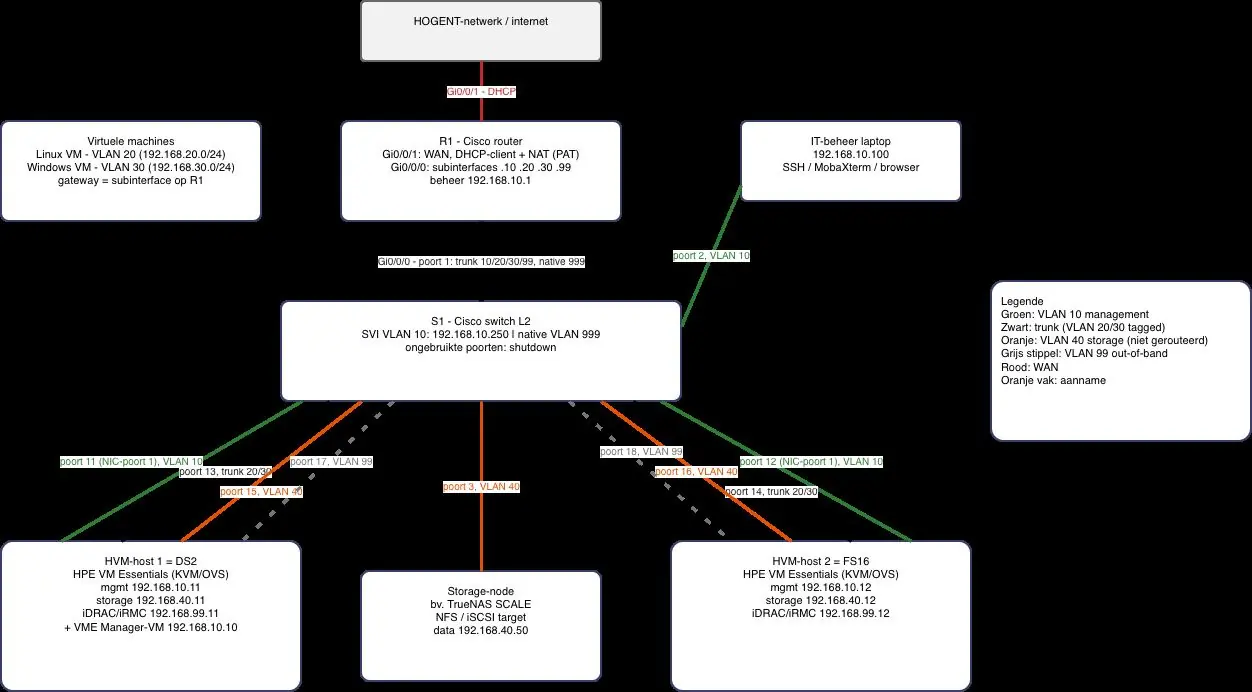 HOGENT-netwerk / internet
Gi0/0/1 - DHCP
Virtuele machines
Linux VM - VLAN 20 (192.168.20.0/24)
Windows VM - VLAN 30 (192.168.30.0/24)
gateway = subinterface op R1
R1 - Cisco router
Gi0/0/1: WAN, DHCP-client + NAT (PAT)
Gi0/0/0: subinterfaces .10 .20 .30 .99
beheer 192.168.10.1
IT-beheer laptop
192.168.10.100
SSH / MobaXterm / browser
Gi0/0/0 - poort 1: trunk 10/20/30/99, native 999
poort 2, VLAN 10
S1 - Cisco switch L2
SVI VLAN 10: 192.168.10.250 | native VLAN 999
ongebruikte poorten: shutdown
Legende
Groen: VLAN 10 management
Zwart: trunk (VLAN 20/30 tagged)
Oranje: VLAN 40 storage (niet gerouteerd)
Grijs stippel: VLAN 99 out-of-band
Rood: WAN
Oranje vak: aanname
poort 11 (NIC-poort 1), VLAN 10
poort 13, trunk 20/30
poort 17, VLAN 99
poort 15, VLAN 40
poort 3, VLAN 40
poort 18, VLAN 99
poort 16, VLAN 40
poort 12 (NIC-poort 1), VLAN 10
poort 14, trunk 20/30
HVM-host 1 = DS2
HPE VM Essentials (KVM/OVS)
mgmt 192.168.10.11
storage 192.168.40.11
iDRAC/iRMC 192.168.99.11
+ VME Manager-VM 192.168.10.10
Storage-node
bv. TrueNAS SCALE
NFS / iSCSI target
data 192.168.40.50
HVM-host 2 = FS16
HPE VM Essentials (KVM/OVS)
mgmt 192.168.10.12
storage 192.168.40.12
iDRAC/iRMC 192.168.99.12